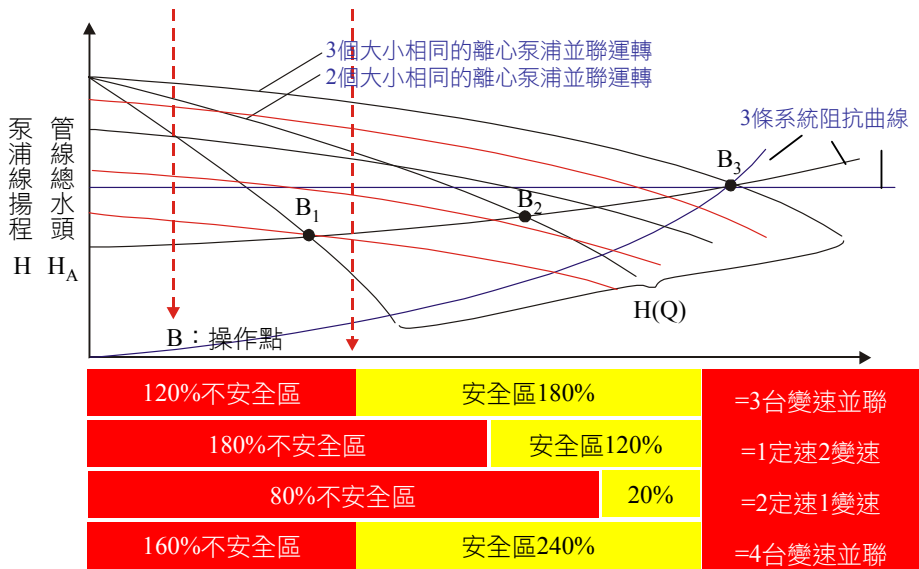 3個大小相同的離心泵浦並聯運轉
2個大小相同的離心泵浦並聯運轉
3條系統阻抗曲線
泵浦線揚程 H
管線總水頭 HA
B1
B2
B3
H(Q)
B：操作點
120%不安全區 安全區180% =3台變速並聯
180%不安全區 安全區120% =1定速2變速
80%不安全區 20% =2定速1變速
160%不安全區 安全區240% =4台變速並聯